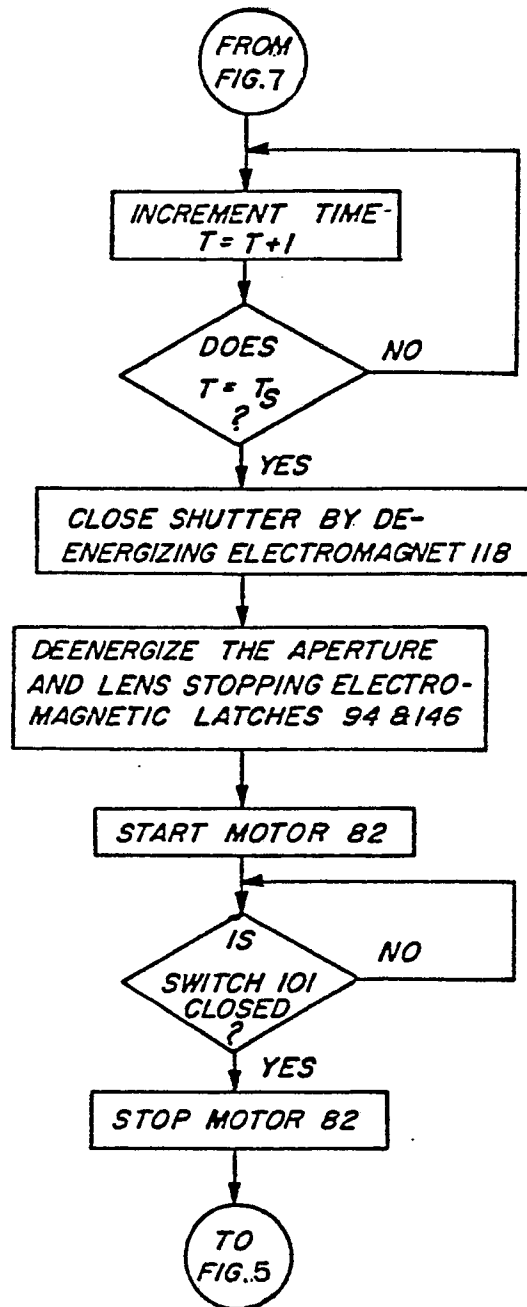 FROM
FIG.7
INCREMENT TIME-
T = T+1
DOES
NO
T = TS
?
YES
CLOSE SHUTTER BY DE-
ENERGIZING ELECTROMAGNET 118
DEENERGIZE THE APERTURE
AND LENS STOPPING ELECTRO-
MAGNETIC LATCHES 94 & 146
START MOTOR 82
IS
NO
SWITCH 101
CLOSED
?
YES
STOP MOTOR 82
TO
FIG..5